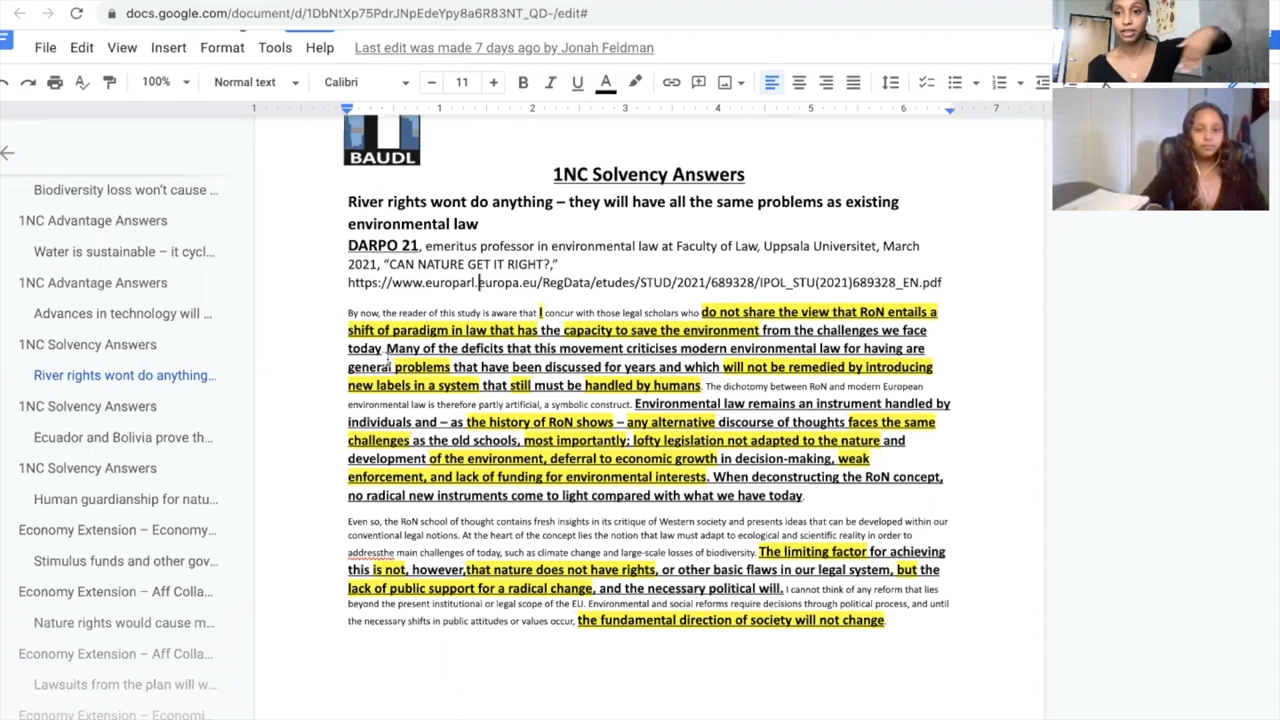 docs.google.com/document/d/1DbNtXp75PdrJNpEdeYpy8a6R83NT_QD-/edit#
File Edit View Insert Format Tools Help Last edit was made 7 days ago by Jonah Feldman
100% Normal text Calibri 11
1 1 2 3 4 5 6 7
Biodiversity loss won't cause ...
1NC Advantage Answers
Water is sustainable – it cycl...
1NC Advantage Answers
Advances in technology will ...
1NC Solvency Answers
River rights wont do anything...
1NC Solvency Answers
Ecuador and Bolivia prove th...
1NC Solvency Answers
Human guardianship for natu...
Economy Extension – Economy...
Stimulus funds and other gov...
Economy Extension – Aff Colla...
Nature rights would cause m...
Economy Extension – Aff Colla...
Lawsuits from the plan will w...
Economy Extension – Economi...
BAUDL
1NC Solvency Answers
River rights wont do anything – they will have all the same problems as existing
environmental law
DARPO 21, emeritus professor in environmental law at Faculty of Law, Uppsala Universitet, March
2021, “CAN NATURE GET IT RIGHT?,”
https://www.europarl.europa.eu/RegData/etudes/STUD/2021/689328/IPOL_STU(2021)689328_EN.pdf
By now, the reader of this study is aware that I concur with those legal scholars who do not share the view that RoN entails a
shift of paradigm in law that has the capacity to save the environment from the challenges we face
today. Many of the deficits that this movement criticises modern environmental law for having are
general problems that have been discussed for years and which will not be remedied by introducing
new labels in a system that still must be handled by humans. The dichotomy between RoN and modern European
environmental law is therefore partly artificial, a symbolic construct. Environmental law remains an instrument handled by
individuals and – as the history of RoN shows – any alternative discourse of thoughts faces the same
challenges as the old schools, most importantly; lofty legislation not adapted to the nature and
development of the environment, deferral to economic growth in decision-making, weak
enforcement, and lack of funding for environmental interests. When deconstructing the RoN concept,
no radical new instruments come to light compared with what we have today.
Even so, the RoN school of thought contains fresh insights in its critique of Western society and presents ideas that can be developed within our
conventional legal notions. At the heart of the concept lies the notion that law must adapt to ecological and scientific reality in order to
addressthe main challenges of today, such as climate change and large-scale losses of biodiversity. The limiting factor for achieving
this is not, however,that nature does not have rights, or other basic flaws in our legal system, but the
lack of public support for a radical change, and the necessary political will. I cannot think of any reform that lies
beyond the present institutional or legal scope of the EU. Environmental and social reforms require decisions through political process, and until
the necessary shifts in public attitudes or values occur, the fundamental direction of society will not change.